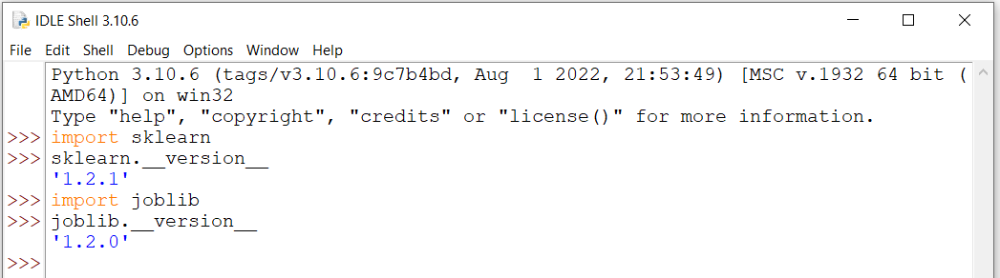 IDLE Shell 3.10.6
File Edit Shell Debug Options Window Help
Python 3.10.6 (tags/v3.10.6:9c7b4bd, Aug  1 2022, 21:53:49) [MSC v.1932 64 bit (
AMD64)] on win32
Type "help", "copyright", "credits" or "license()" for more information.
>>> import sklearn
>>> sklearn.__version__
'1.2.1'
>>> import joblib
>>> joblib.__version__
'1.2.0'
>>>